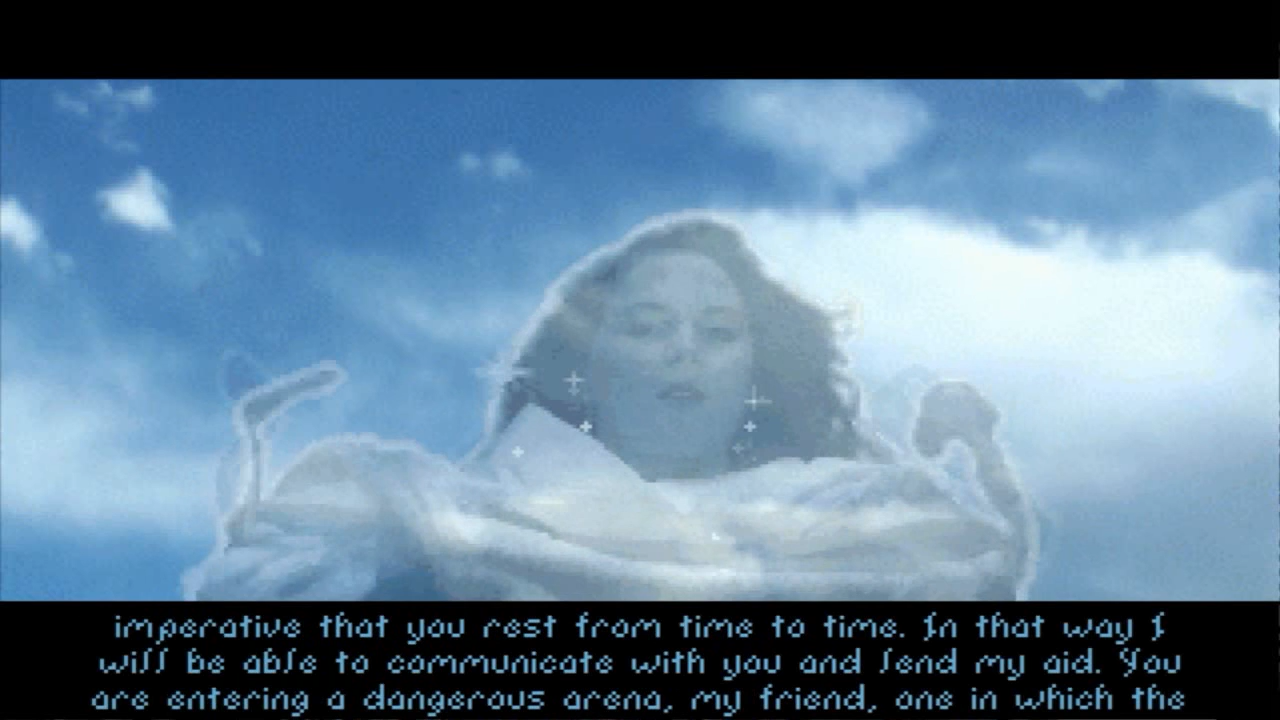 imperative that you rest from time to time. In that way I
will be able to communicate with you and send my aid. You
are entering a dangerous arena, my friend, one in which the